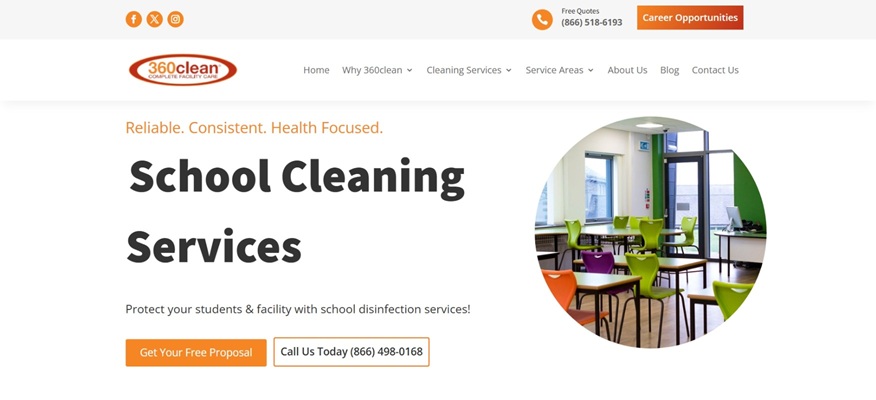 Free Quotes
(866) 518-6193
Career Opportunities
360clean
COMPLETE FACILITY CARE
Home Why 360clean Cleaning Services Service Areas About Us Blog Contact Us
Reliable. Consistent. Health Focused.
School Cleaning
Services
Protect your students & facility with school disinfection services!
Get Your Free Proposal
Call Us Today (866) 498-0168